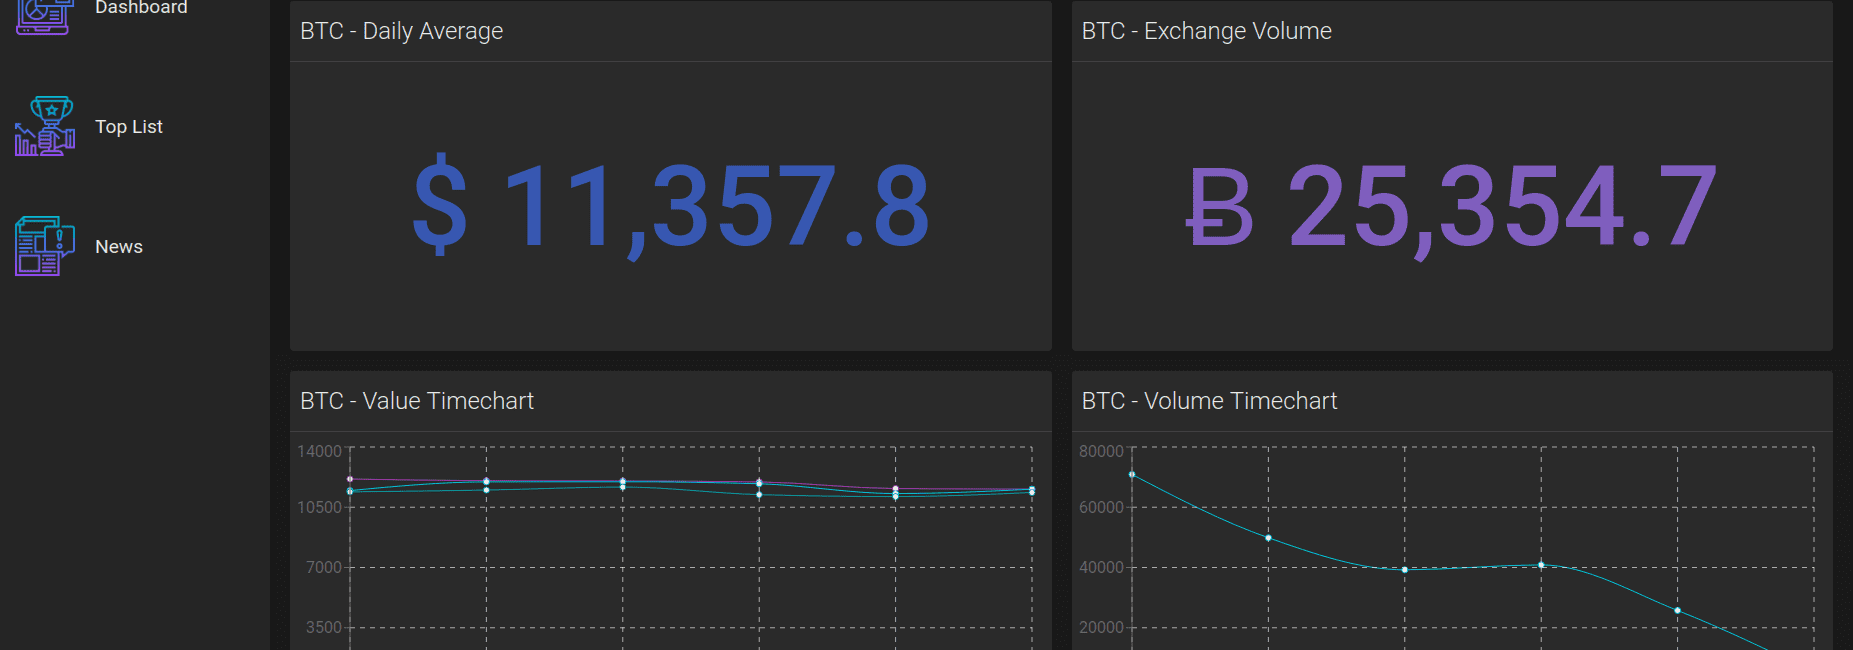 Dashboard
Top List
News
BTC - Daily Average
$ 11,357.8
BTC - Exchange Volume
Ƀ 25,354.7
BTC - Value Timechart
14000
10500
7000
3500
BTC - Volume Timechart
80000
60000
40000
20000